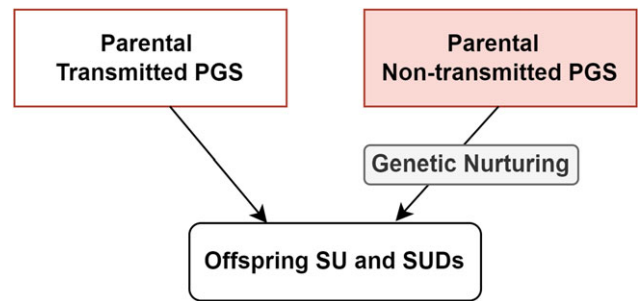 Parental
Transmitted PGS
Parental
Non-transmitted PGS
Genetic Nurturing
Offspring SU and SUDs